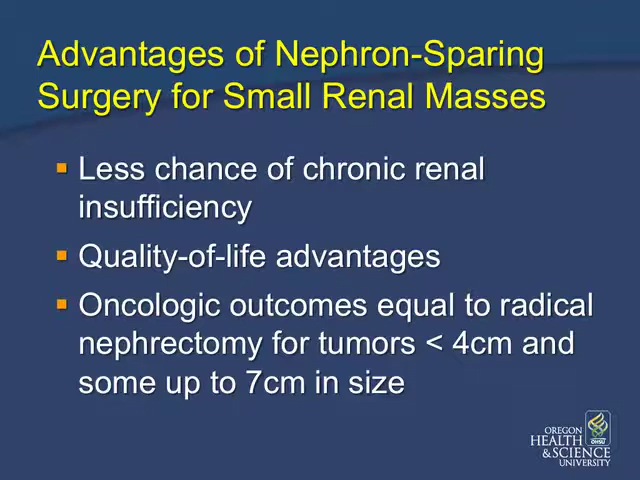 Advantages of Nephron-Sparing
Surgery for Small Renal Masses
Less chance of chronic renal
insufficiency
Quality-of-life advantages
Oncologic outcomes equal to radical
nephrectomy for tumors < 4cm and
some up to 7cm in size
OREGON
HEALTH
& SCIENCE
UNIVERSITY
OHSU